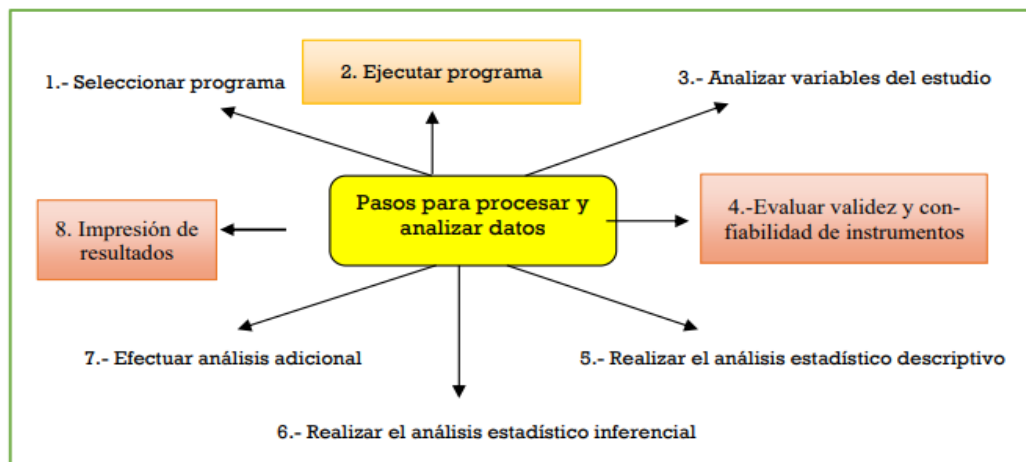 1.- Seleccionar programa
2. Ejecutar programa
3.- Analizar variables del estudio
Pasos para procesar y
analizar datos
4.-Evaluar validez y con-
fiabilidad de instrumentos
8. Impresión de
resultados
7.- Efectuar análisis adicional
5.- Realizar el análisis estadístico descriptivo
6.- Realizar el análisis estadístico inferencial